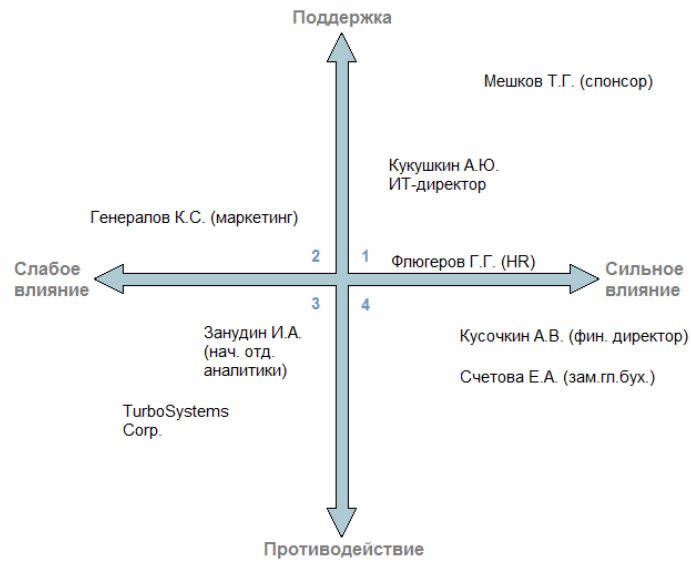 Поддержка
Мешков Т.Г. (спонсор)
Кукушкин А.Ю.
ИТ-директор
Генералов К.С. (маркетинг)
2 1
Флюгеров Г.Г. (HR)
Слабое
влияние
Сильное
влияние
3 4
Занудин И.А.
(нач. отд.
аналитики)
Кусочкин А.В. (фин. директор)
Счетова Е.А. (зам.гл.бух.)
TurboSystems
Corp.
Противодействие